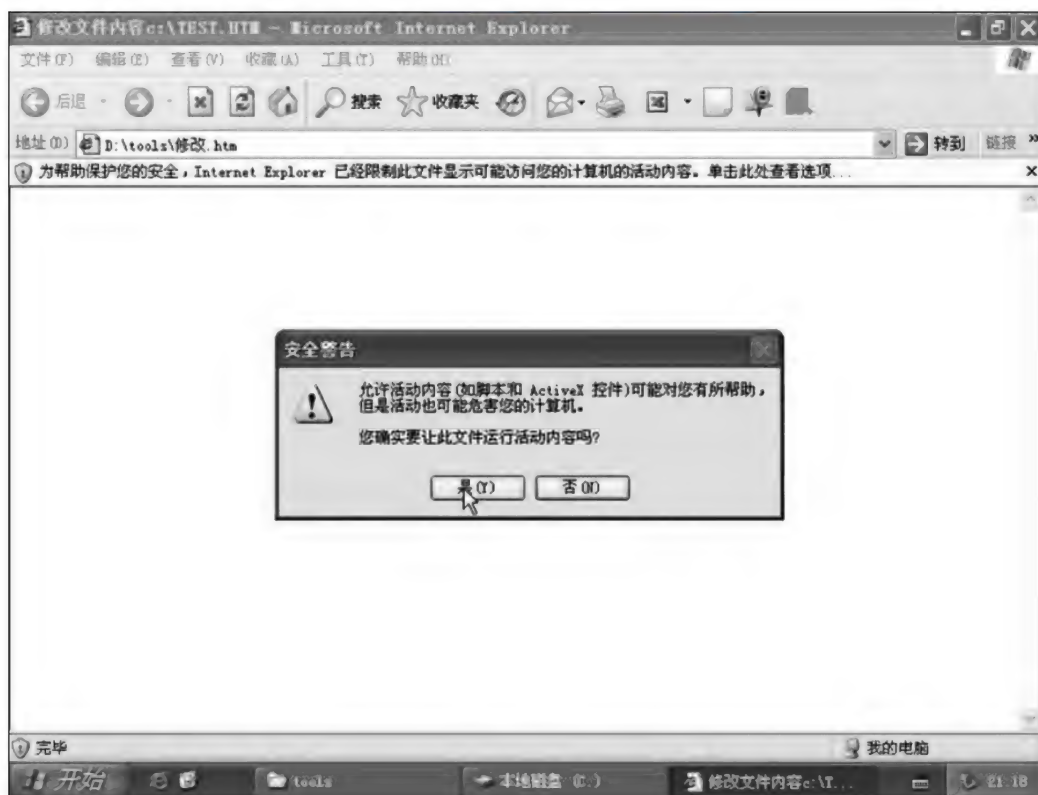 修改文件内容c:\TEST.HTM - Microsoft Internet Explorer
文件(F) 编辑(E) 查看(V) 收藏(A) 工具(T) 帮助(H)
后退 搜索 收藏夹
地址(D) D:\tools\修改.htm 转到 链接 »
为帮助保护您的安全，Internet Explorer 已经限制此文件显示可能访问您的计算机的活动内容。单击此处查看选项...
安全警告
允许活动内容(如脚本和 ActiveX 控件)可能对您有所帮助，
但是活动也可能危害您的计算机。
您确实要让此文件运行活动内容吗?
是(Y) 否(N)
完毕 我的电脑
开始 tools 本地磁盘 (C:) 修改文件内容c:\T... 21:18